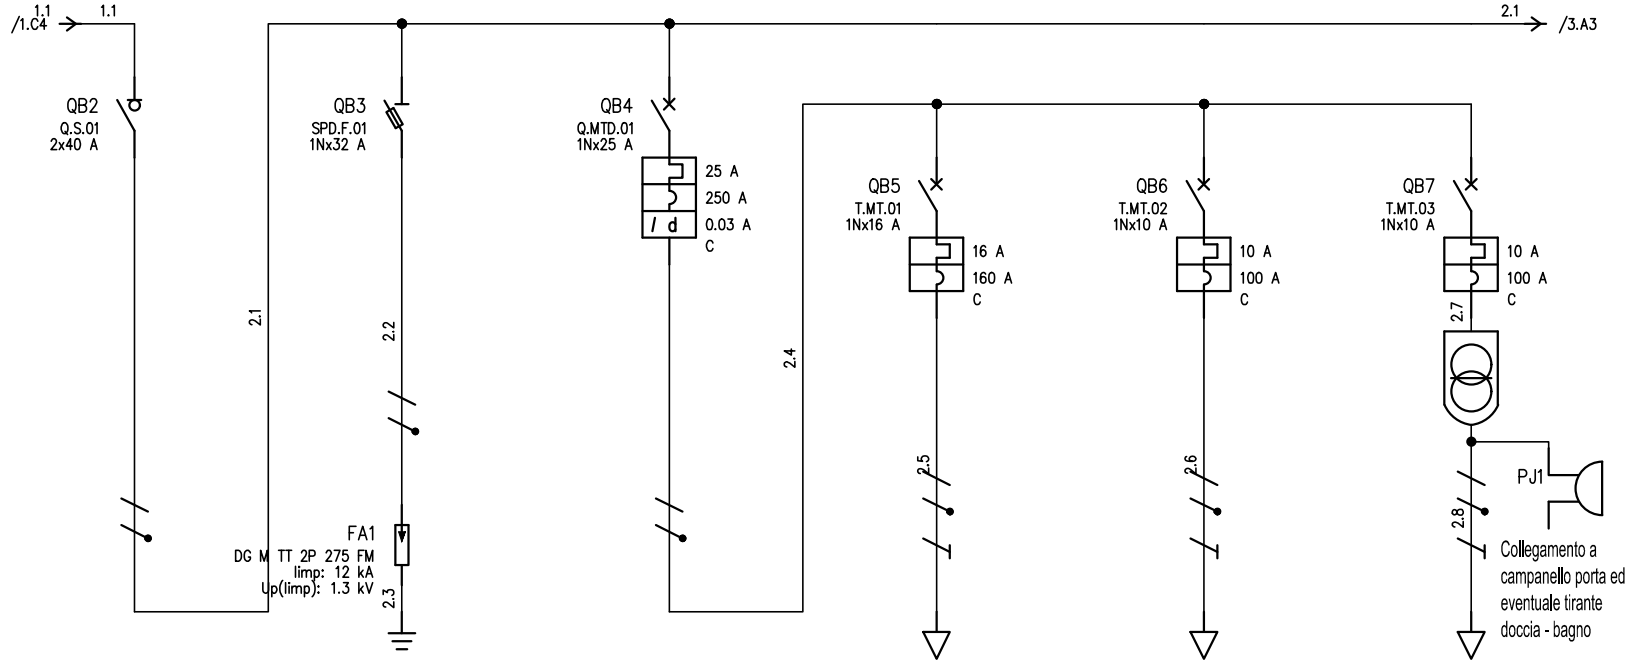 1.1
1.1
/1.C4
2.1
/3.A3
QB2
Q.S.01
2x40 A
QB3
SPD.F.01
1Nx32 A
QB4
Q.MTD.01
1Nx25 A
25 A
250 A
I d
0.03 A
C
QB5
T.MT.01
1Nx16 A
16 A
160 A
C
QB6
T.MT.02
1Nx10 A
10 A
100 A
C
QB7
T.MT.03
1Nx10 A
10 A
100 A
C
2.1
2.2
2.4
2.7
2.5
2.6
2.8
PJ1
FA1
DG M TT 2P 275 FM
Iimp: 12 kA
Up(Iimp): 1.3 kV
2.3
Collegamento a
campanello porta ed
eventuale tirante
doccia - bagno